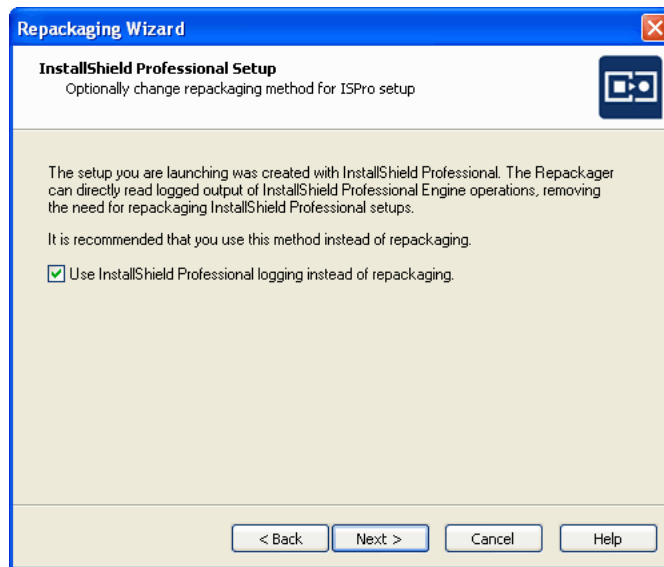 Repackaging Wizard
InstallShield Professional Setup
Optionally change repackaging method for ISPro setup
The setup you are launching was created with InstallShield Professional. The Repackager
can directly read logged output of InstallShield Professional Engine operations, removing
the need for repackaging InstallShield Professional setups.
It is recommended that you use this method instead of repackaging.
Use InstallShield Professional logging instead of repackaging.
< Back Next > Cancel Help